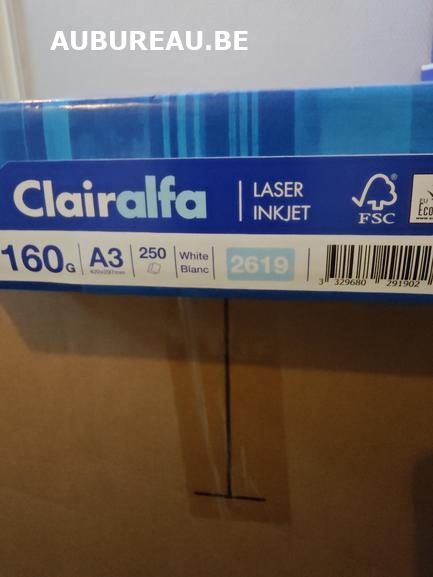 AUBUREAU.BE
Clairalfa
LASER
INKJET
FSC
160G
A3
420x297mm
250
White
Blanc
2619
3 329680 291902